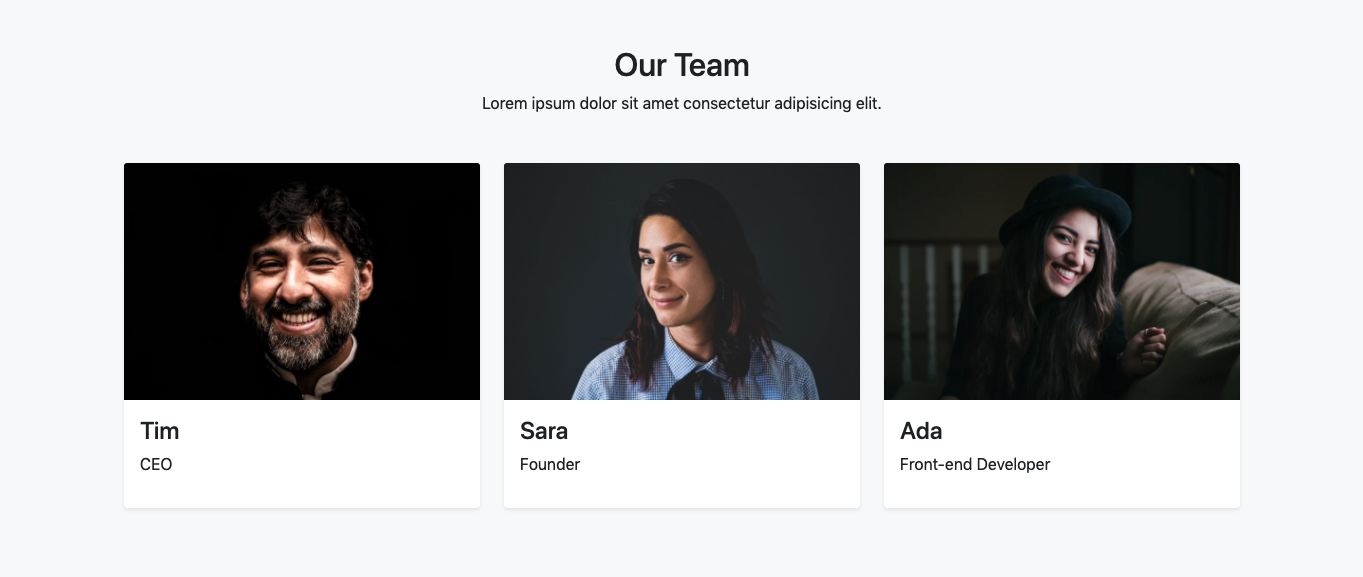 Our Team
Lorem ipsum dolor sit amet consectetur adipisicing elit.
Tim
CEO
Sara
Founder
Ada
Front-end Developer